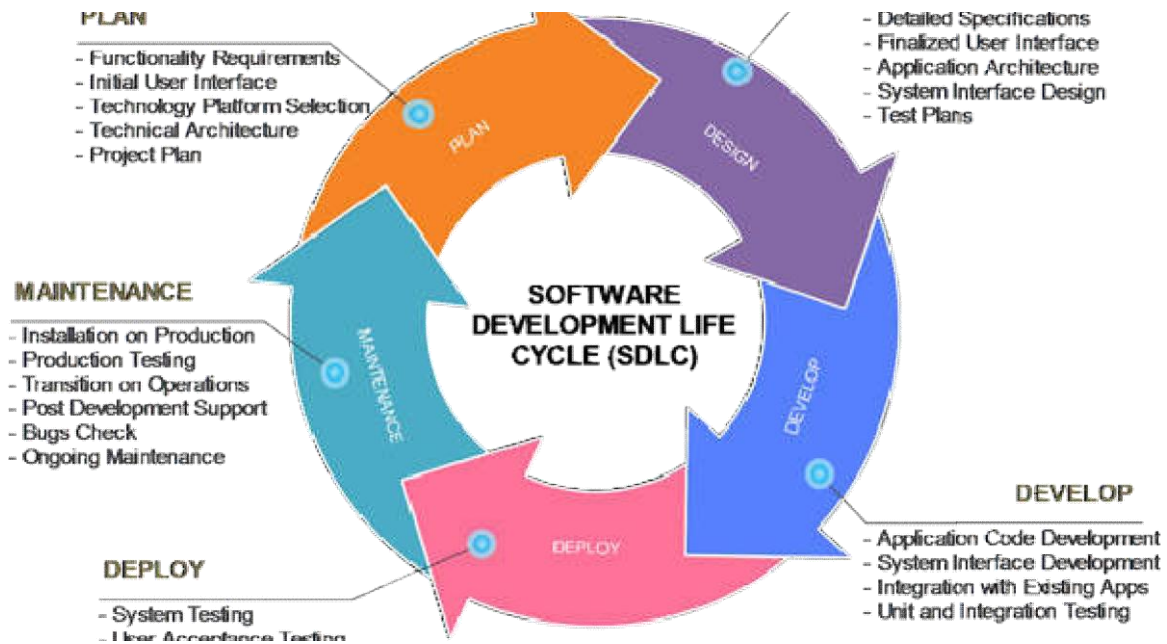 PLAN
- Functionality Requirements
- Initial User Interface
- Technology Platform Selection
- Technical Architecture
- Project Plan
- Detailed Specifications
- Finalized User Interface
- Application Architecture
- System Interface Design
- Test Plans
PLAN
DESIGN
SOFTWARE
DEVELOPMENT LIFE
CYCLE (SDLC)
MAINTENANCE
- Installation on Production
- Production Testing
- Transition on Operations
- Post Development Support
- Bugs Check
- Ongoing Maintenance
MAINTENANCE
DEVELOP
DEVELOP
- Application Code Development
- System Interface Development
- Integration with Existing Apps
- Unit and Integration Testing
DEPLOY
DEPLOY
- System Testing
- User Acceptance Testing